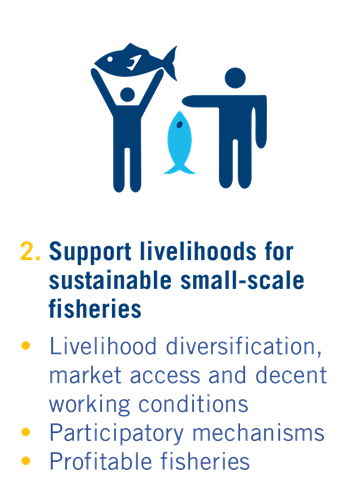 2. Support livelihoods for
sustainable small-scale
fisheries
• Livelihood diversification,
market access and decent
working conditions
• Participatory mechanisms
• Profitable fisheries